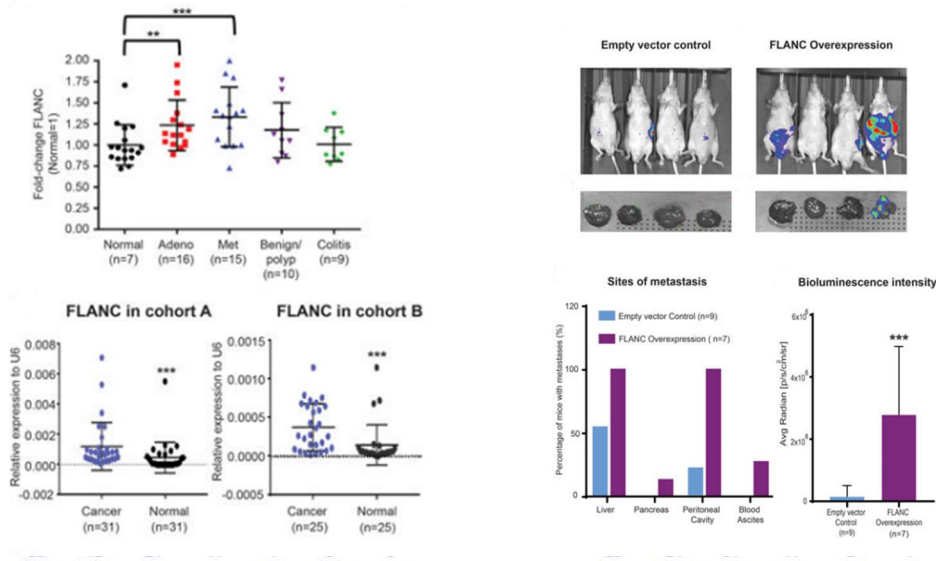 ***
**
Fold-change FLANC
(Normal=1)
2.00
1.75
1.50
1.25
1.00
0.75
0.50
0.25
0.00
Normal
(n=7)
Adeno
(n=16)
Met
(n=15)
Benign/
polyp
(n=10)
Colitis
(n=9)
FLANC in cohort A
Relative expression to U6
0.008
0.006
0.004
0.002
0.000
-0.002
***
Cancer
(n=31)
Normal
(n=31)
FLANC in cohort B
Relative expression to U6
0.0015
0.0010
0.0005
0.0000
-0.0005
***
Cancer
(n=25)
Normal
(n=25)
Empty vector control
FLANC Overexpression
Sites of metastasis
Percentage of mice with metastases (%)
120
100
50
0
Empty vector
Control (n=9)
FLANC Overexpression ( n=7)
Liver
Pancreas
Peritoneal
Cavity
Blood
Ascites
Bioluminescence intensity
Avg Radian [p/s/cm²/sr]
***
0
Empty vector
Control
(n=9)
FLANC
Overexpression
(n=7)